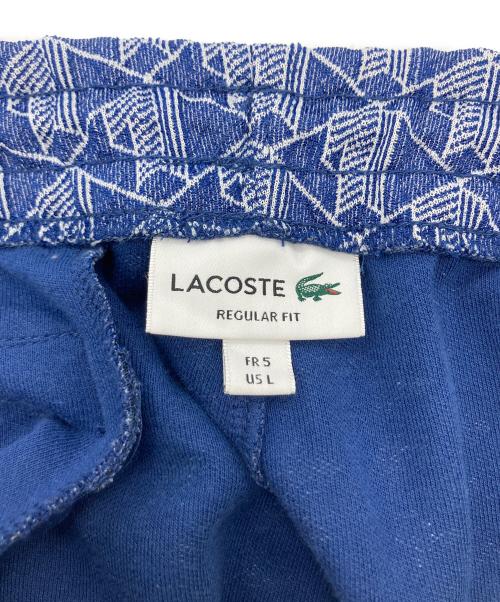 LACOSTE
REGULAR FIT
FR 5
US L